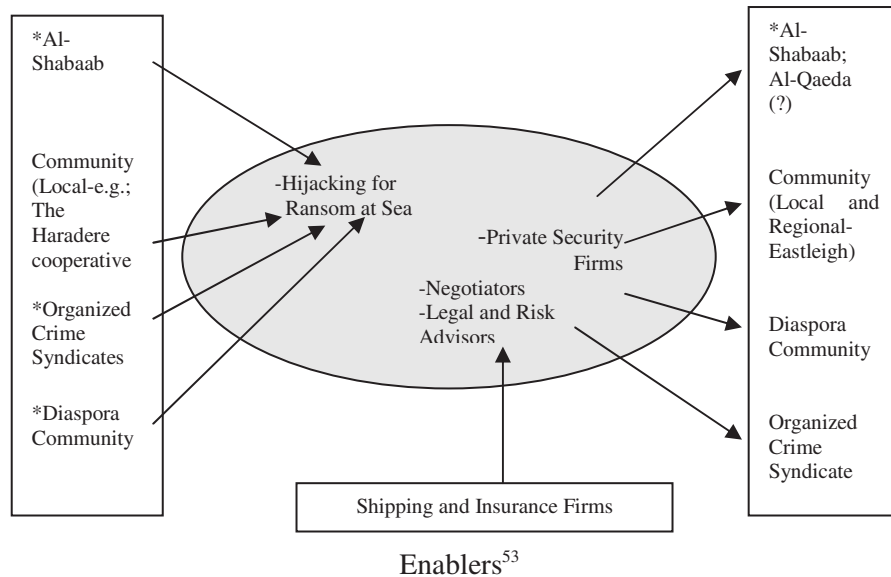 *Al-
Shabaab
Community
(Local-e.g.;
The
Haradere
cooperative
*Organized
Crime
Syndicates
*Diaspora
Community
-Hijacking for
Ransom at Sea
-Private Security
Firms
-Negotiators
-Legal and Risk
Advisors
*Al-
Shabaab;
Al-Qaeda
(?)
Community
(Local and
Regional-
Eastleigh)
Diaspora
Community
Organized
Crime
Syndicate
Shipping and Insurance Firms
Enablers53